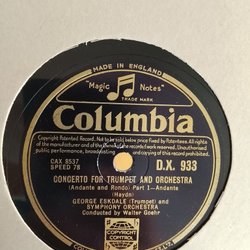 MADE IN ENGLAND
"Magic Notes"
TRADE MARK
Columbia
Copyright Patented Record. Not to be sold below price fixed by Patentees. All rights
of the manufacturer and of the owner of the recorded work reserved. Unauthorised
public performance, broadcasting and copying of this record prohibited.
CAX 8537
SPEED 78
D.X. 933
CONCERTO FOR TRUMPET AND ORCHESTRA
(Andante and Rondo) Part 1—Andante
(Haydn)
GEORGE ESKDALE (Trumpet) and
SYMPHONY ORCHESTRA
Conducted by Walter Goehr
COPYRIGHT
CONTROL